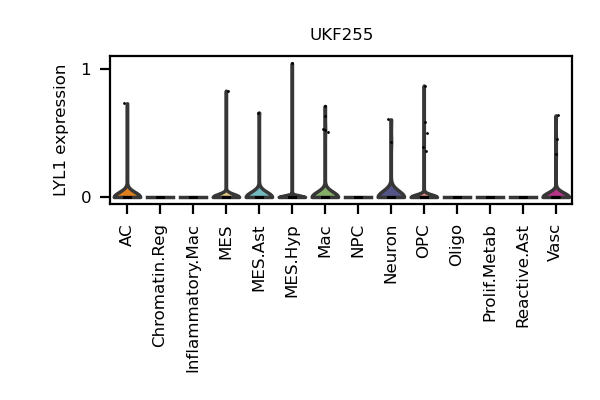 UKF255
LYL1 expression
1
0
AC
Chromatin.Reg
Inflammatory.Mac
MES
MES.Ast
MES.Hyp
Mac
NPC
Neuron
OPC
Oligo
Prolif.Metab
Reactive.Ast
Vasc